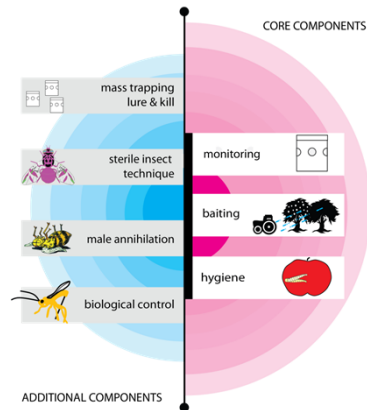 CORE COMPONENTS
mass trapping
lure & kill
sterile insect
technique
male annihilation
biological control
monitoring
baiting
hygiene
ADDITIONAL COMPONENTS